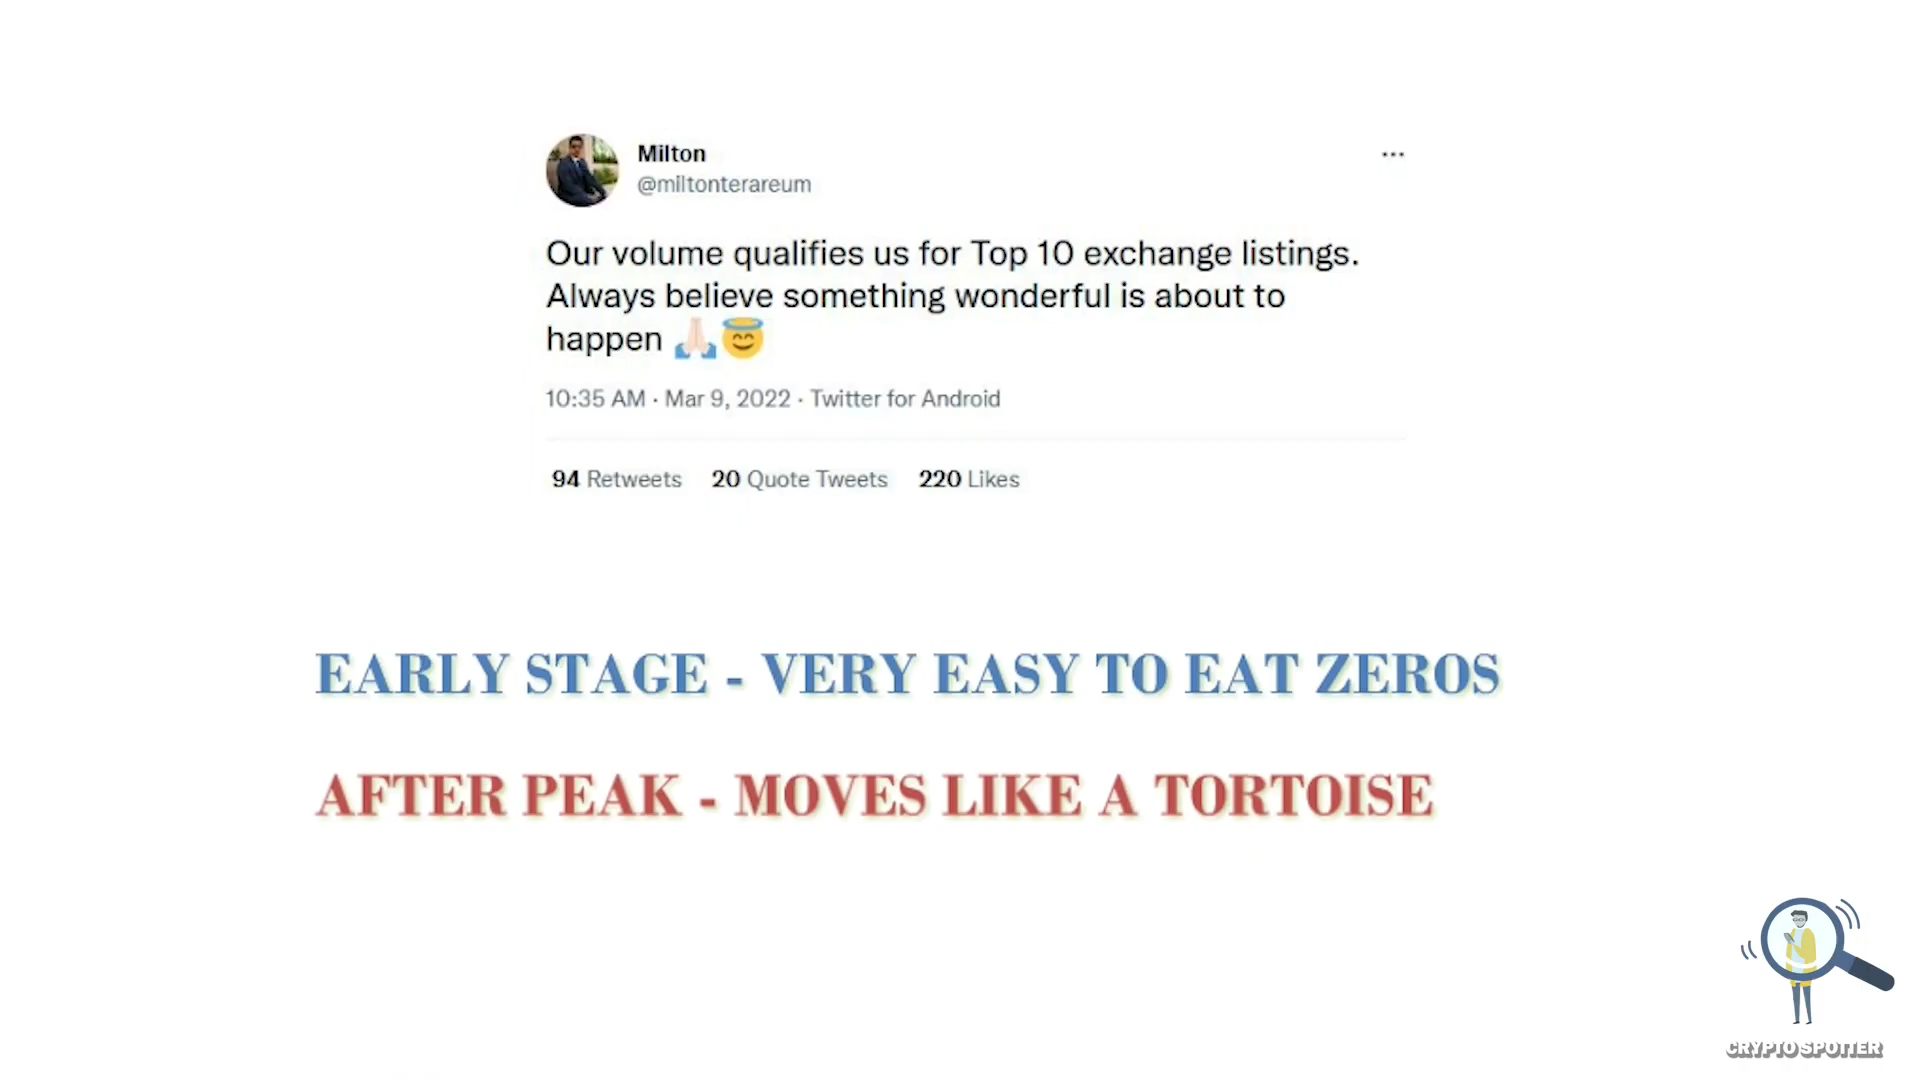 Milton
...
@miltonterareum
Our volume qualifies us for Top 10 exchange listings.
Always believe something wonderful is about to
happen 🙏🏻😇
10:35 AM · Mar 9, 2022 · Twitter for Android
94 Retweets 20 Quote Tweets 220 Likes
EARLY STAGE - VERY EASY TO EAT ZEROS
AFTER PEAK - MOVES LIKE A TORTOISE
CRYPTO SPOTTER